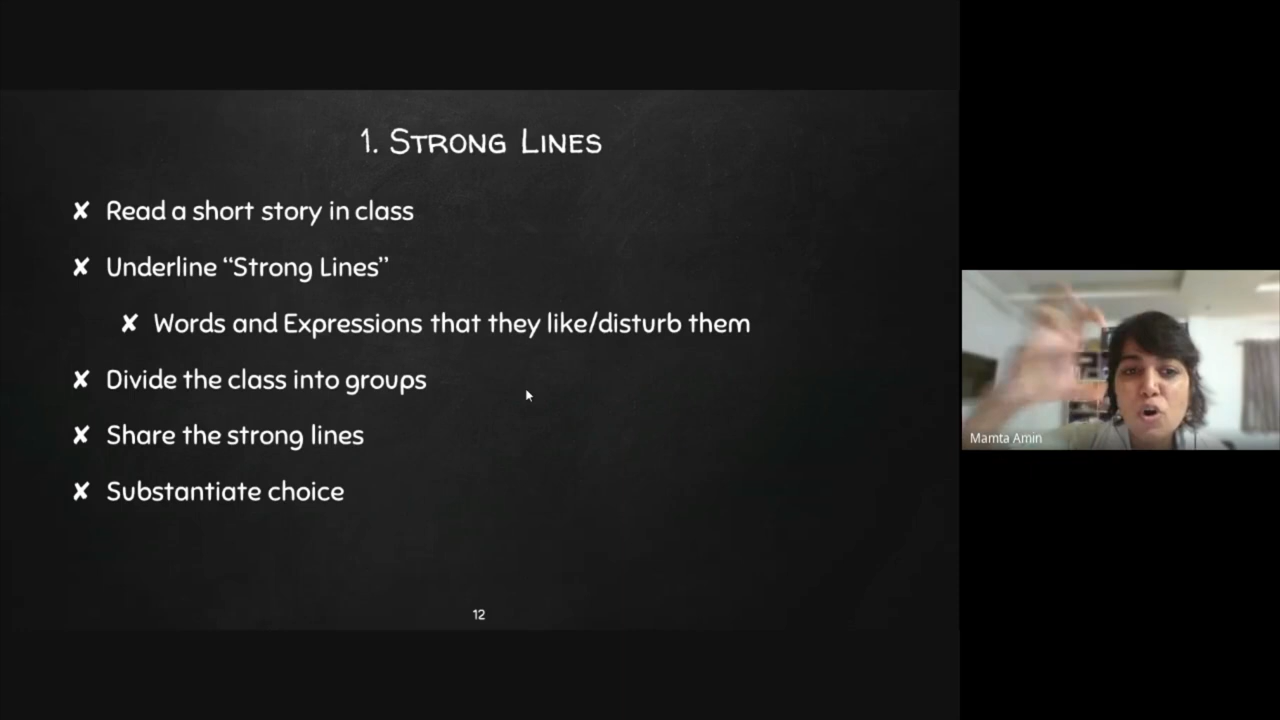 1. Strong Lines
✘ Read a short story in class
✘ Underline “Strong Lines”
✘ Words and Expressions that they like/disturb them
✘ Divide the class into groups
✘ Share the strong lines
✘ Substantiate choice
12
Mamta Amin